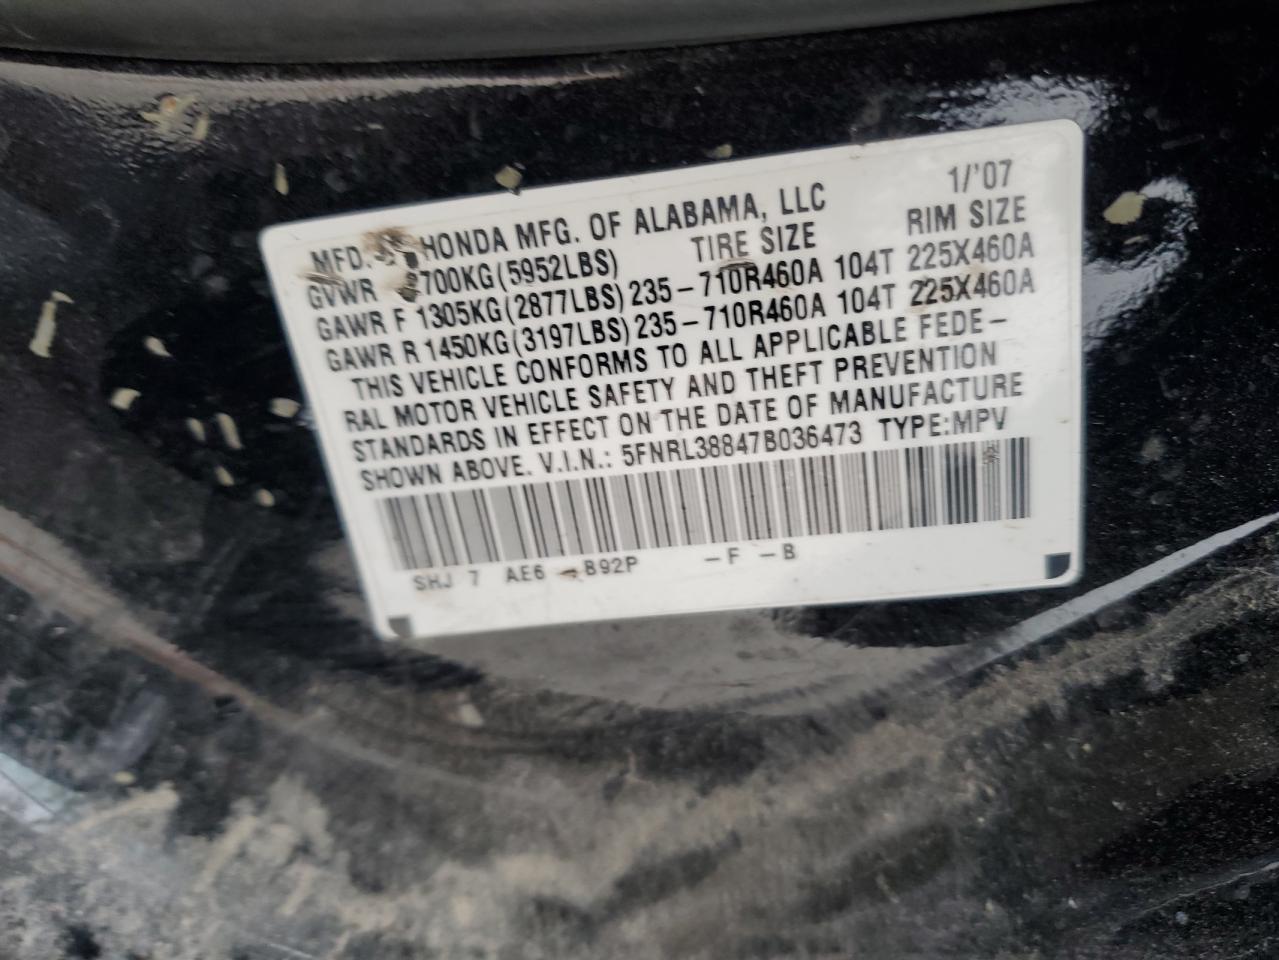 MFD. HONDA MFG. OF ALABAMA, LLC 1/'07
GVWR 2700KG(5952LBS) TIRE SIZE RIM SIZE
GAWR F 1305KG(2877LBS) 235-710R460A 104T 225X460A
GAWR R 1450KG(3197LBS) 235-710R460A 104T 225X460A
THIS VEHICLE CONFORMS TO ALL APPLICABLE FEDE-
RAL MOTOR VEHICLE SAFETY AND THEFT PREVENTION
STANDARDS IN EFFECT ON THE DATE OF MANUFACTURE
SHOWN ABOVE. V.I.N.: 5FNRL38847B036473 TYPE:MPV
SHJ 7 AE6 - B92P -F -B